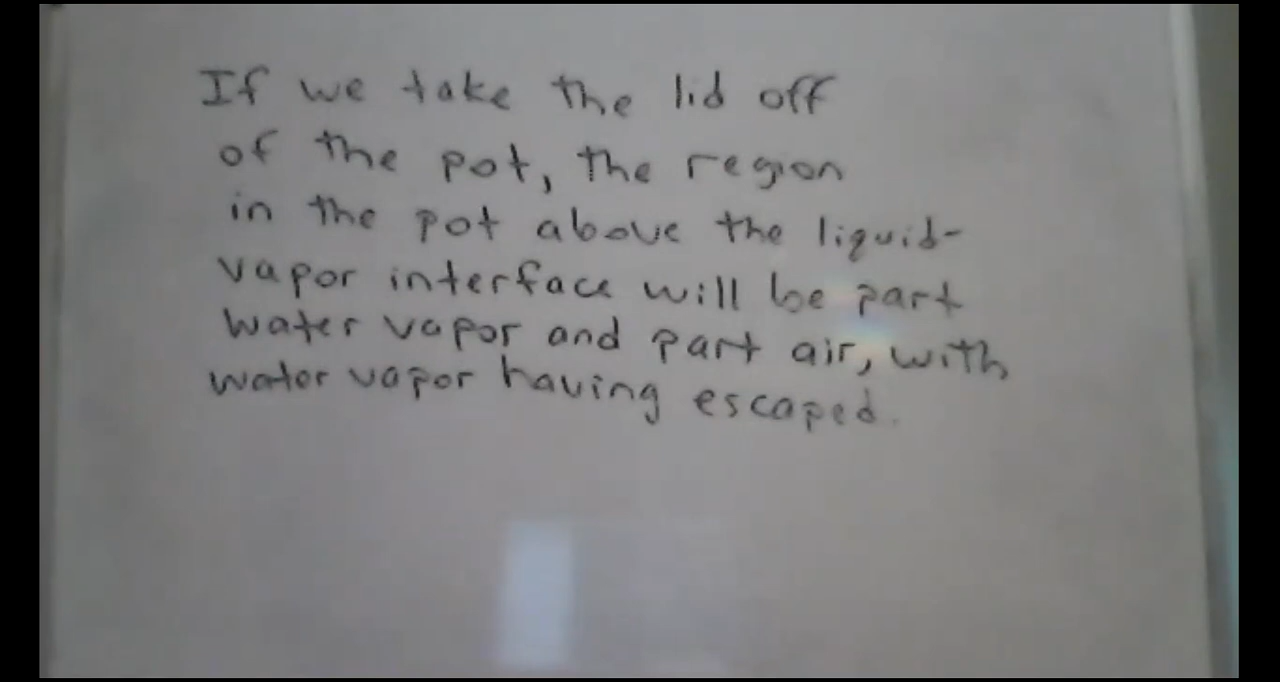 If we take the lid off
of the pot, the region
in the pot above the liquid-
vapor interface will be part
water vapor and part air, with
water vapor having escaped.